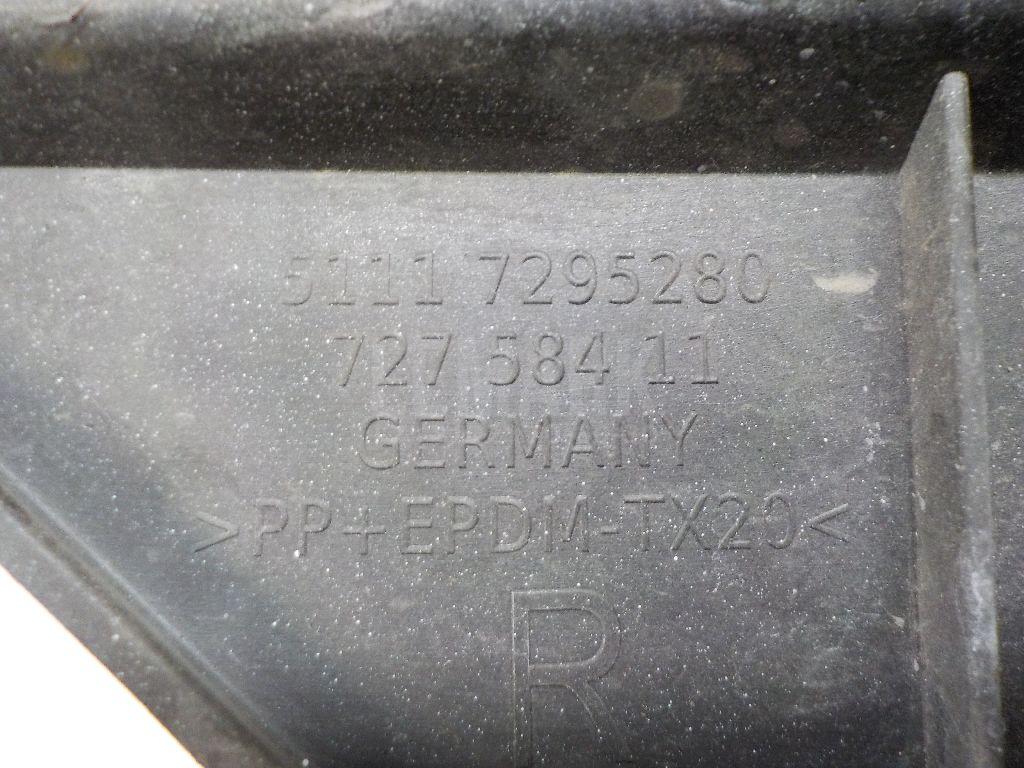 5111 7295280
727 584 11
GERMANY
>PP+EPDM-TX20<
R